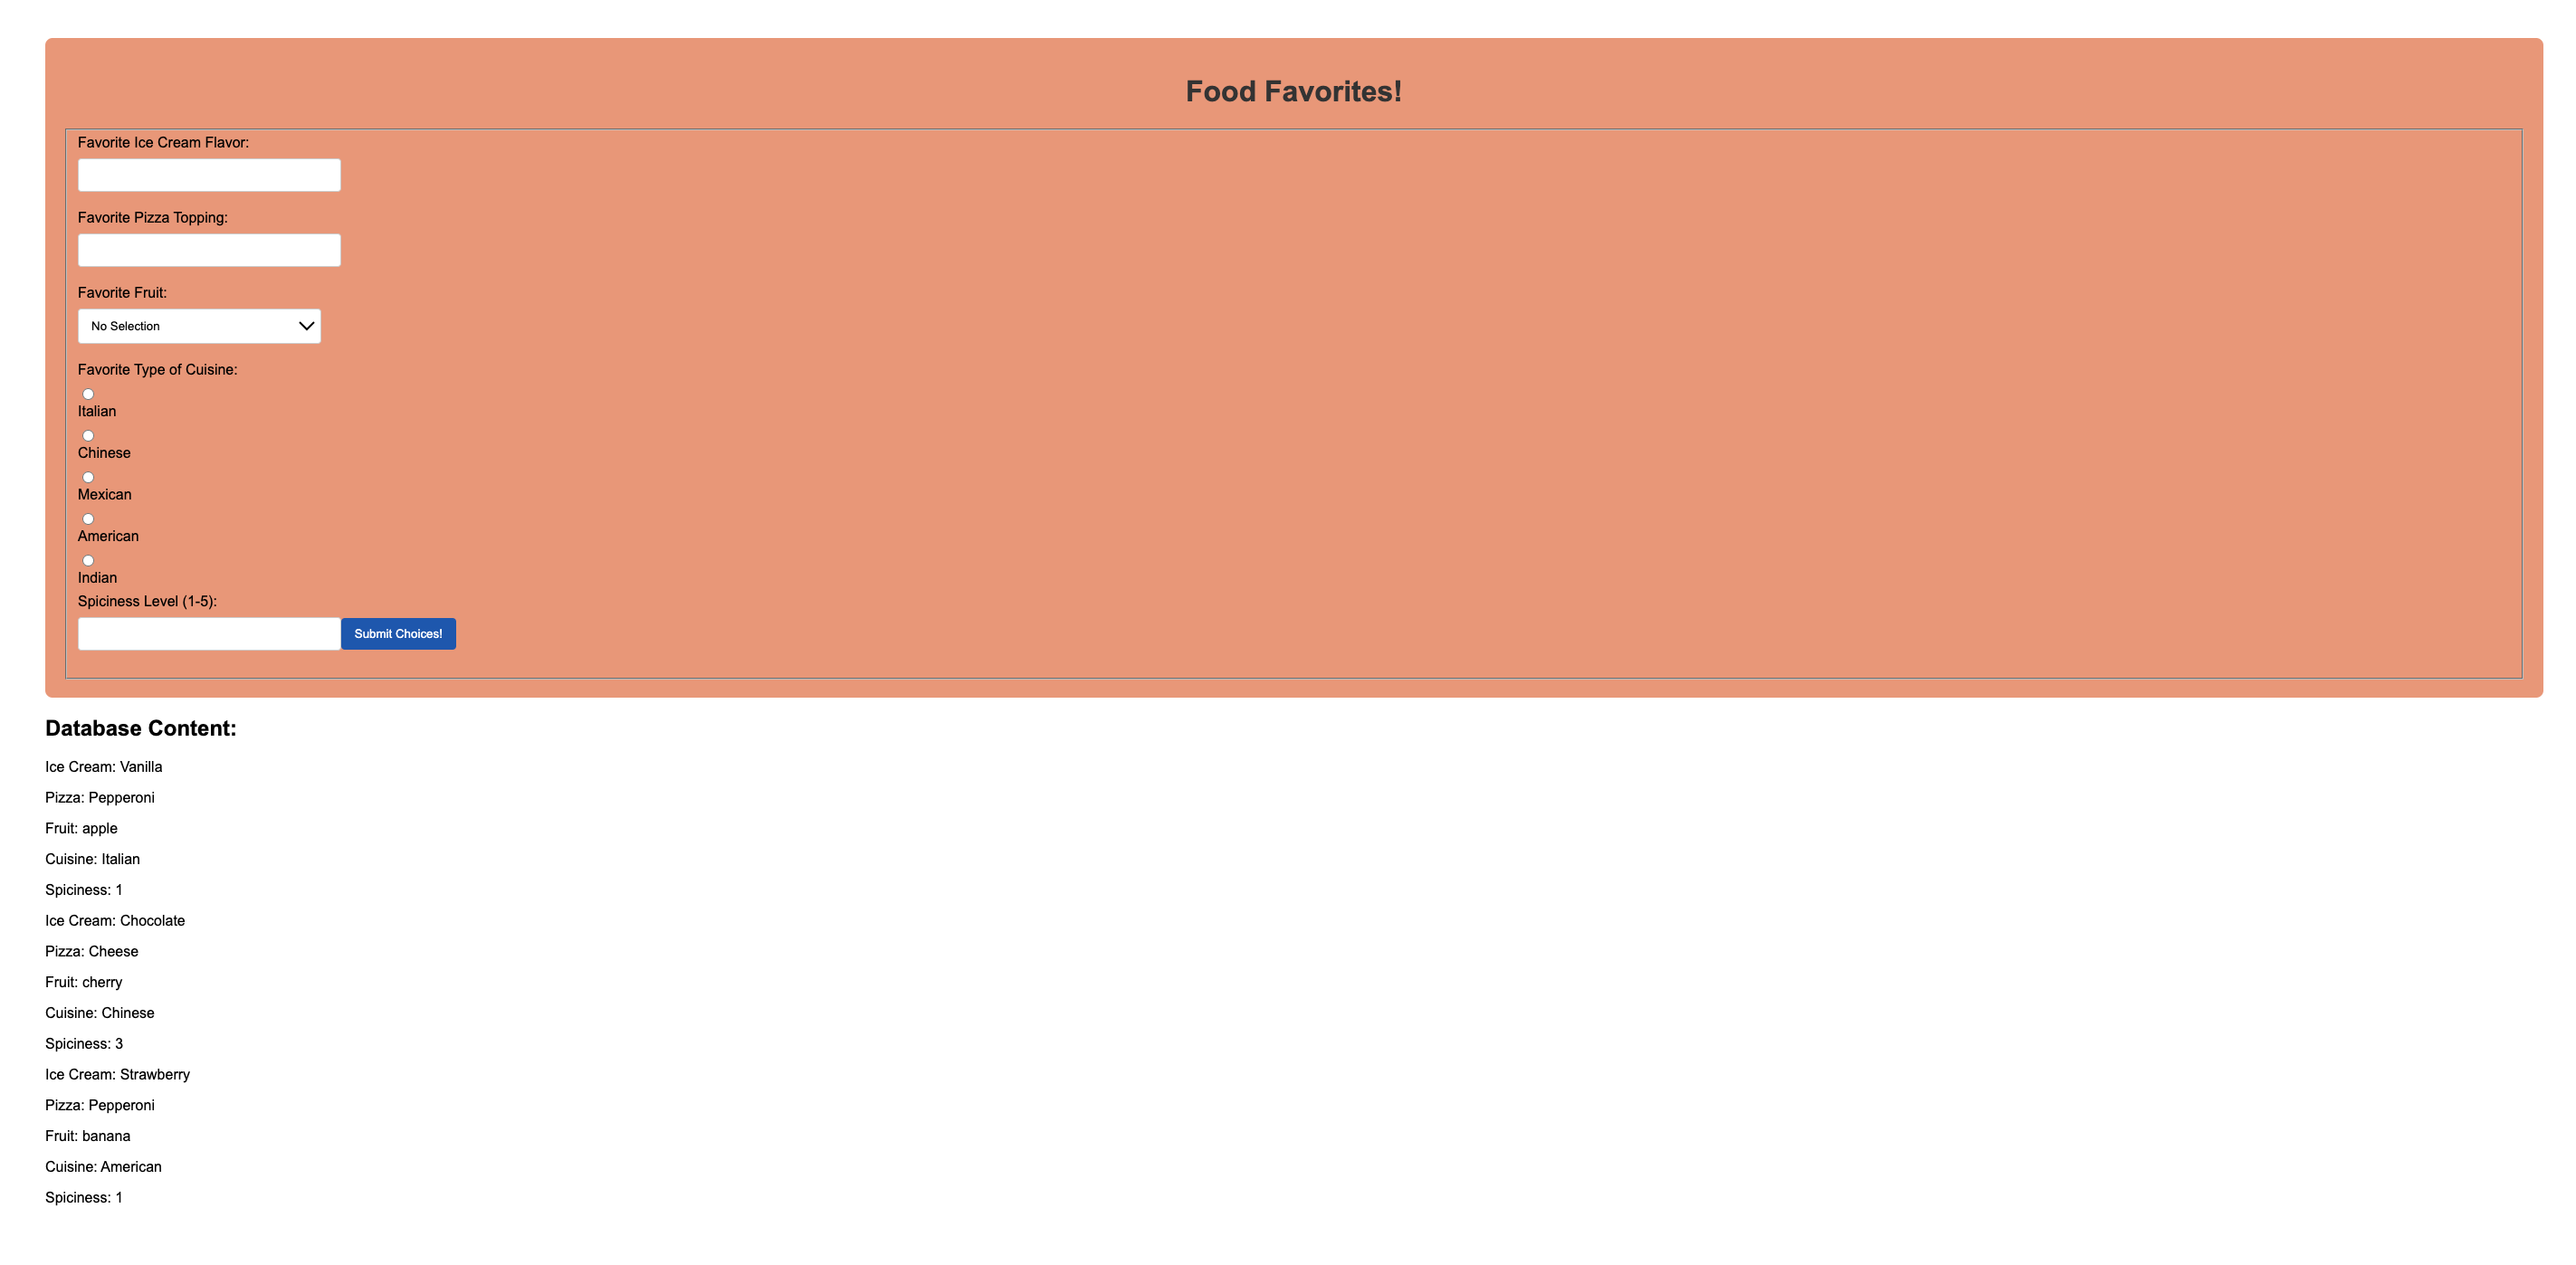 Food Favorites!
Favorite Ice Cream Flavor:
Favorite Pizza Topping:
Favorite Fruit:
No Selection
Favorite Type of Cuisine:
Italian
Chinese
Mexican
American
Indian
Spiciness Level (1-5):
Submit Choices!
Database Content:
Ice Cream: Vanilla
Pizza: Pepperoni
Fruit: apple
Cuisine: Italian
Spiciness: 1
Ice Cream: Chocolate
Pizza: Cheese
Fruit: cherry
Cuisine: Chinese
Spiciness: 3
Ice Cream: Strawberry
Pizza: Pepperoni
Fruit: banana
Cuisine: American
Spiciness: 1